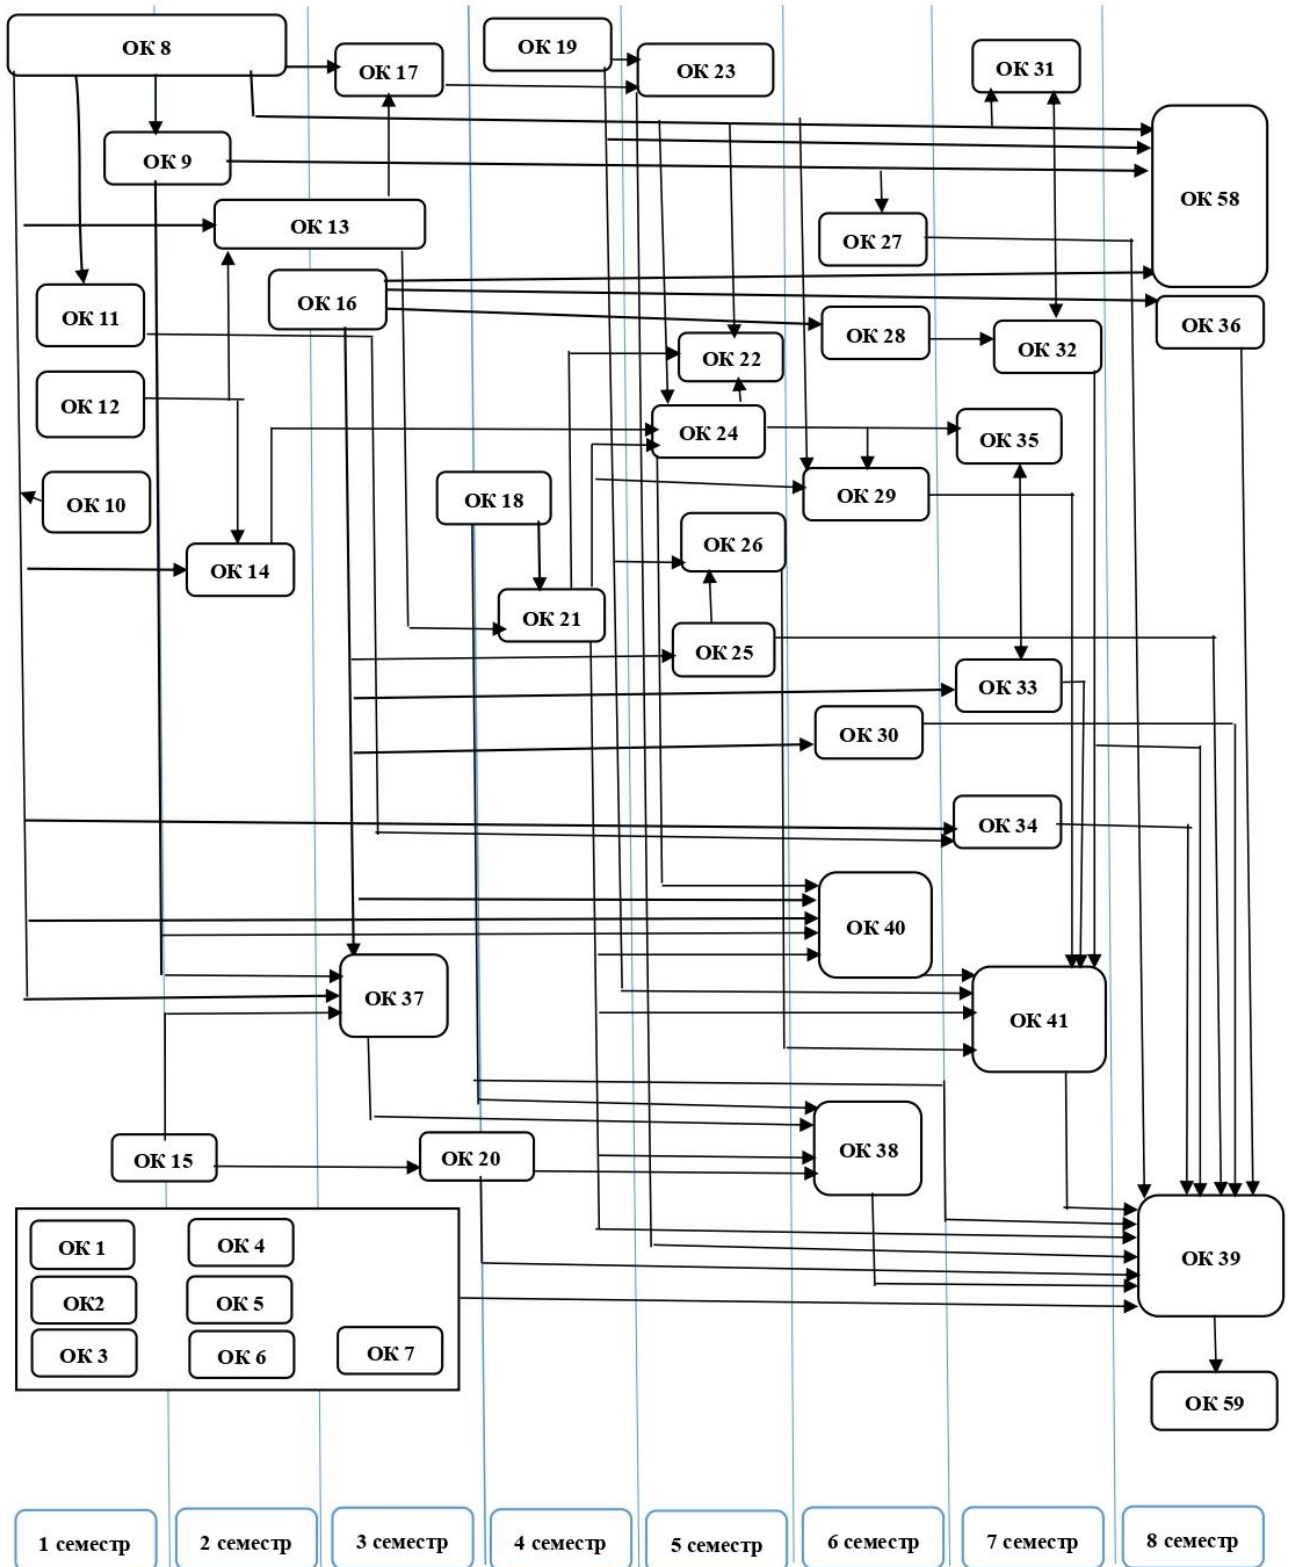 ОК 8
ОК 19
ОК 17
ОК 23
ОК 31
ОК 9
ОК 58
ОК 13
ОК 27
ОК 16
ОК 11
ОК 28
ОК 36
ОК 32
ОК 22
ОК 12
ОК 24
ОК 35
ОК 10
ОК 18
ОК 29
ОК 26
ОК 14
ОК 21
ОК 25
ОК 33
ОК 30
ОК 34
ОК 40
ОК 37
ОК 41
ОК 15
ОК 20
ОК 38
ОК 1
ОК 4
ОК 39
ОК2
ОК 5
ОК 3
ОК 6
ОК 7
ОК 59
1 семестр
2 семестр
3 семестр
4 семестр
5 семестр
6 семестр
7 семестр
8 семестр